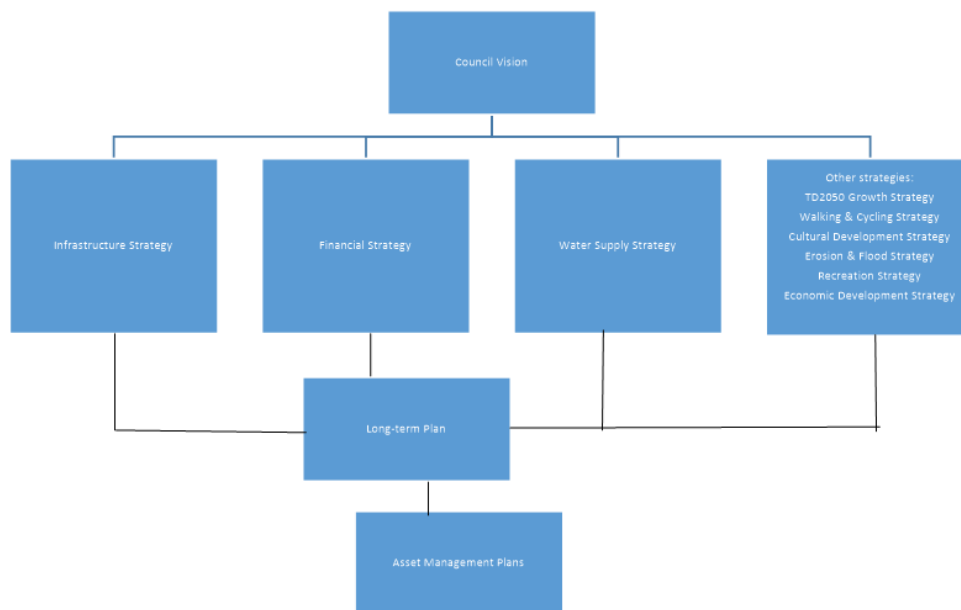 Council Vision
Infrastructure Strategy
Financial Strategy
Water Supply Strategy
Other strategies:
TD2050 Growth Strategy
Walking & Cycling Strategy
Cultural Development Strategy
Erosion & Flood Strategy
Recreation Strategy
Economic Development Strategy
Long-term Plan
Asset Management Plans